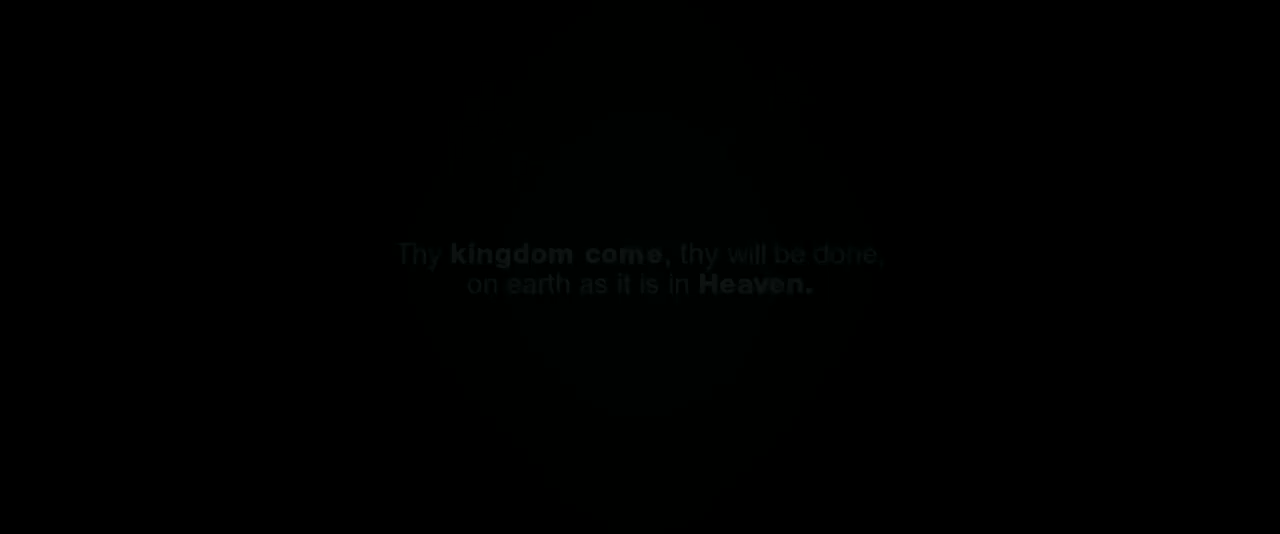 Thy kingdom come, thy will be done,
on earth as it is in Heaven.